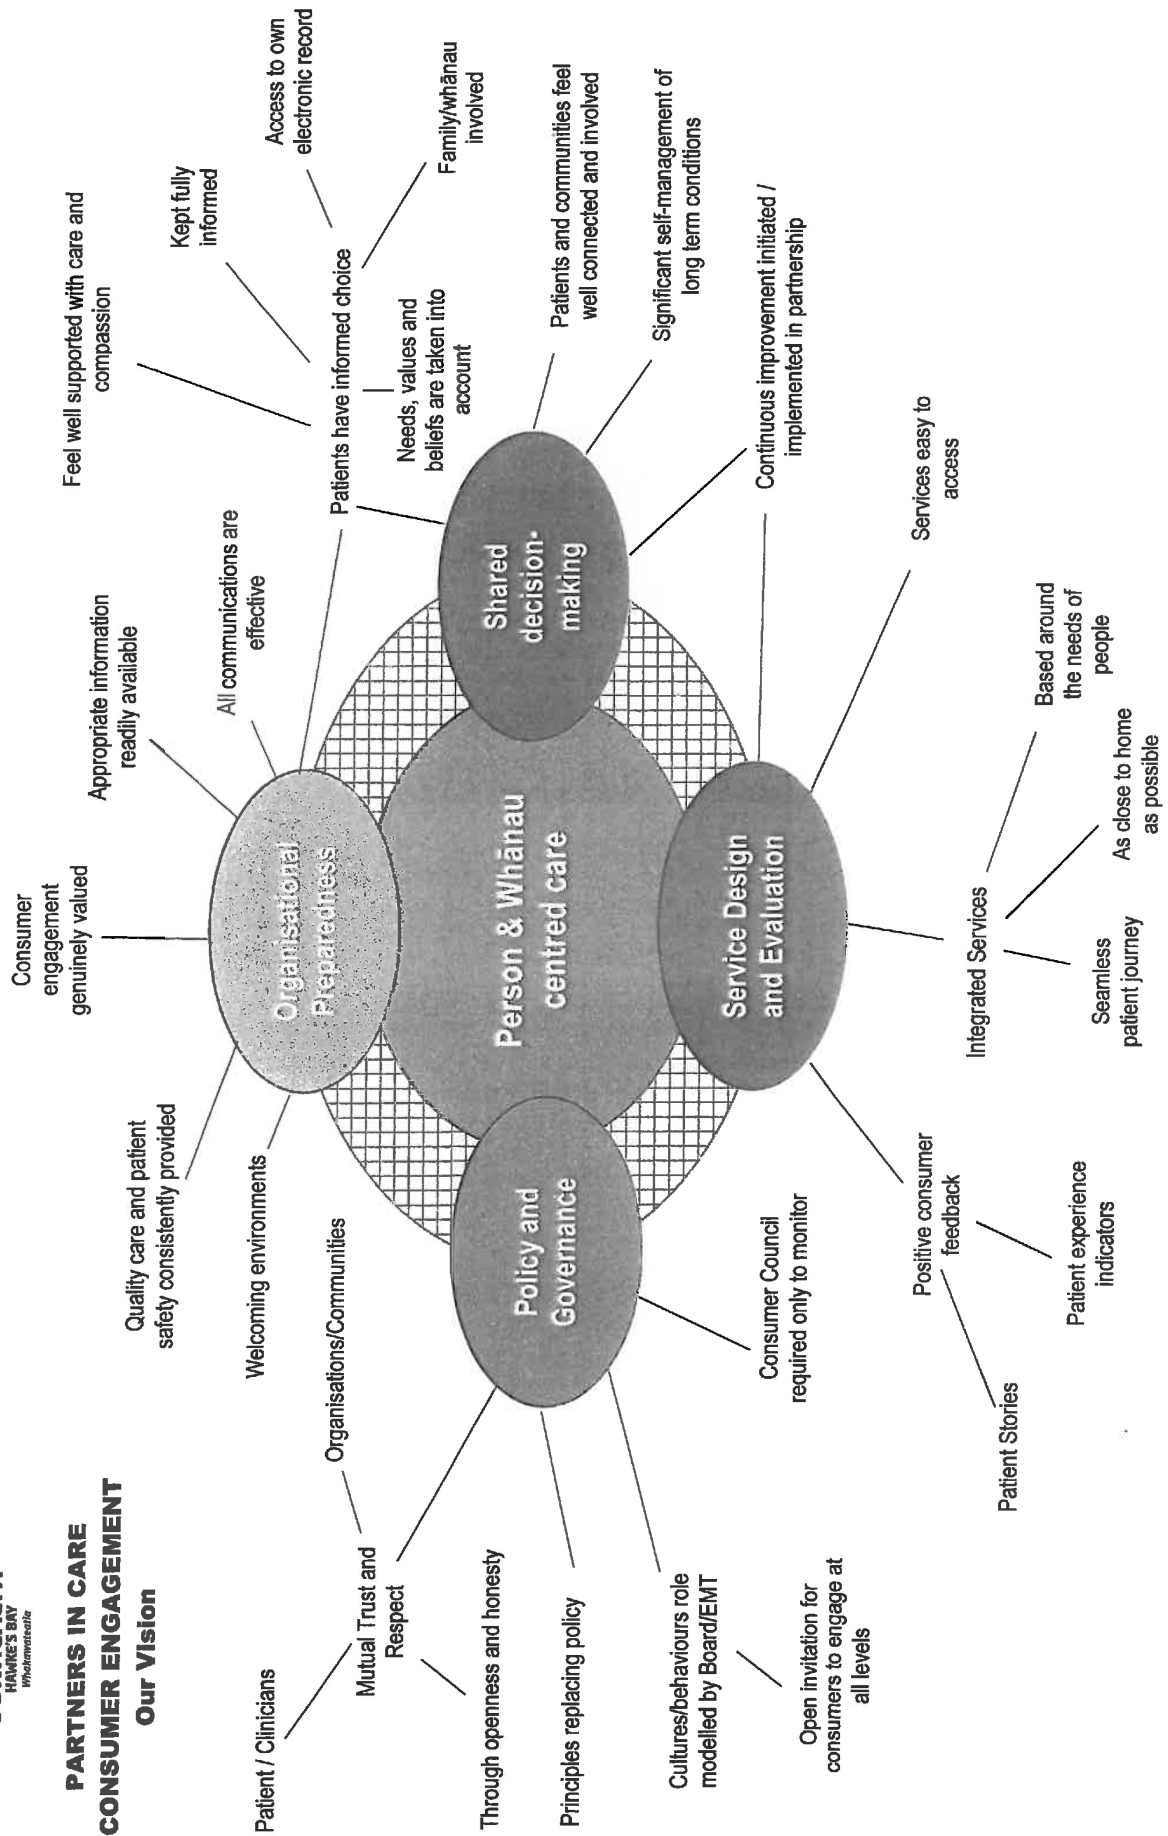 HAWKE'S BAY
Whakawateatia
PARTNERS IN CARE
CONSUMER ENGAGEMENT
Our Vision
Consumer
engagement
genuinely valued
Quality care and patient
safety consistently provided
Appropriate information
readily available
Feel well supported with care and
compassion
Welcoming environments
All communications are
effective
Kept fully
informed
Access to own
electronic record
Organisational
Preparedness
Patients have informed choice
Family/whānau
involved
Needs, values and
beliefs are taken into
account
Patient / Clinicians
Organisations/Communities
Mutual Trust and
Respect
Through openness and honesty
Principles replacing policy
Cultures/behaviours role
modelled by Board/EMT
Open invitation for
consumers to engage at
all levels
Policy and
Governance
Person & Whānau
centred care
Shared
decision-
making
Patients and communities feel
well connected and involved
Significant self-management of
long term conditions
Continuous improvement initiated /
implemented in partnership
Consumer Council
required only to monitor
Service Design
and Evaluation
Services easy to
access
Positive consumer
feedback
Patient Stories
Patient experience
indicators
Integrated Services
Seamless
patient journey
As close to home
as possible
Based around
the needs of
people